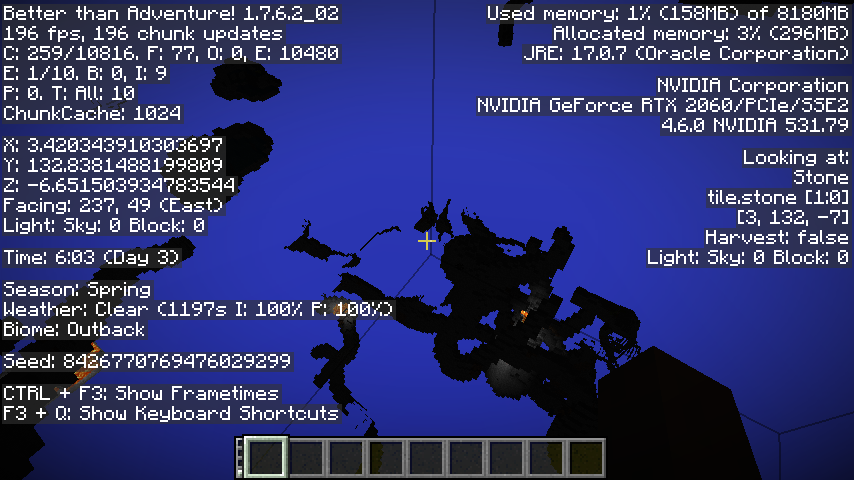 Better than Adventure! 1.7.6.2_02
196 fps, 196 chunk updates
C: 259/10816. F: 77, O: 0, E: 10480
E: 1/10. B: 0, I: 9
P: 0. T: All: 10
ChunkCache: 1024
X: 3.420343910303697
Y: 132.8381488199809
Z: -6.651503934783544
Facing: 237, 49 (East)
Light: Sky: 0 Block: 0
Time: 6:03 (Day 3)
Season: Spring
Weather: Clear (1197s I: 100% P: 100%)
Biome: Outback
Seed: 8426770769476029299
CTRL + F3: Show Frametimes
F3 + Q: Show Keyboard Shortcuts
Used memory: 1% (158MB) of 8180MB
Allocated memory: 3% (296MB)
JRE: 17.0.7 (Oracle Corporation)
NVIDIA Corporation
NVIDIA GeForce RTX 2060/PCIe/SSE2
4.6.0 NVIDIA 531.79
Looking at:
Stone
tile.stone [1:0]
[3, 132, -7]
Harvest: false
Light: Sky: 0 Block: 0